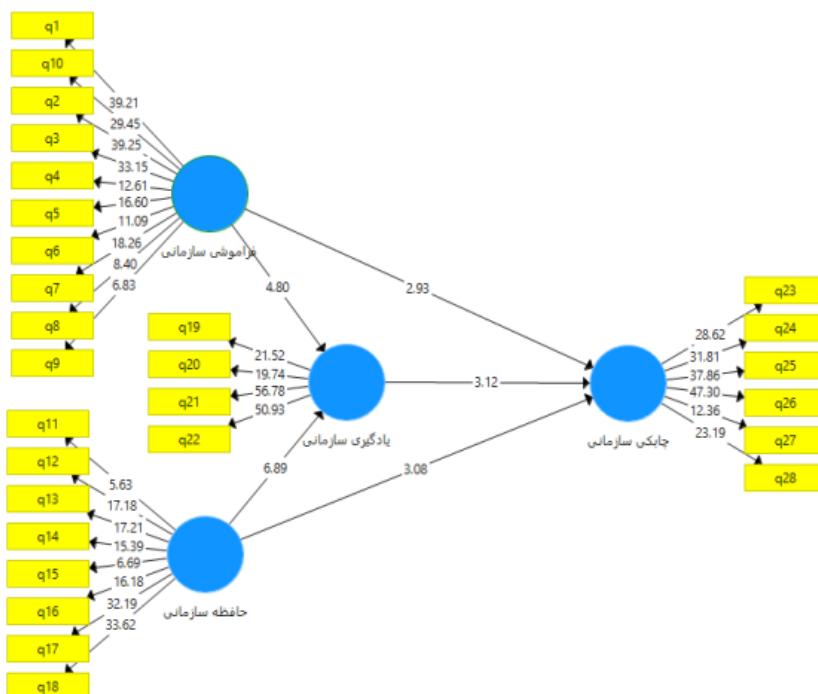 q1
q10
q2
q3
q4
q5
q6
q7
q8
q9
39.21
29.45
39.25
33.15
12.61
16.60
11.09
18.26
8.40
6.83
فراموشی سازمانی
4.80
2.93
q19
q20
q21
q22
21.52
19.74
56.78
50.93
یادگیری سازمانی
3.12
6.89
3.08
q11
q12
q13
q14
q15
q16
q17
q18
5.63
17.18
17.21
15.39
6.69
16.18
32.19
33.62
حافظه سازمانی
چابکی سازمانی
28.62
31.81
37.86
47.30
12.36
23.19
q23
q24
q25
q26
q27
q28